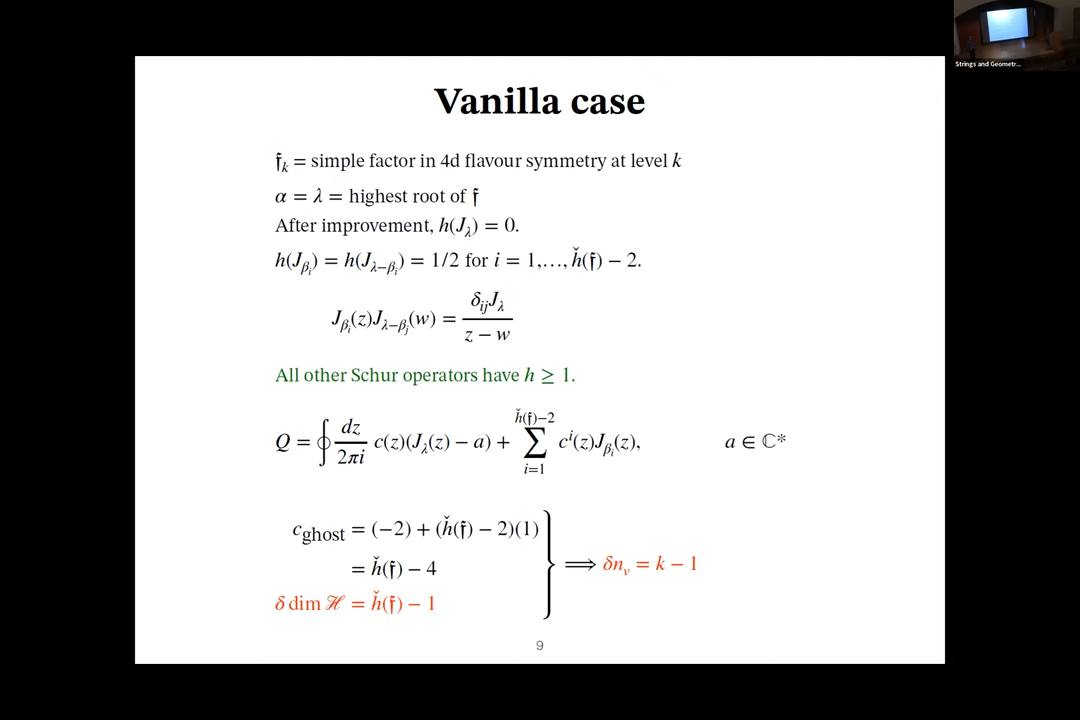 Strings and Geometr...
Vanilla case
𝔣ₖ = simple factor in 4d flavour symmetry at level k
α = λ = highest root of 𝔣
After improvement, h(J_λ) = 0.
h(J_{β_i}) = h(J_{λ−β_i}) = 1/2 for i = 1,…,ȟ(𝔣) − 2.
J_{β_i}(z)J_{λ−β_j}(w) = δ_{ij}J_λ / (z − w)
All other Schur operators have h ≥ 1.
Q = ∮ dz/2πi c(z)(J_λ(z) − a) + ∑_{i=1}^{ȟ(𝔣)−2} c^i(z)J_{β_i}(z), a ∈ ℂ*
c_ghost = (−2) + (ȟ(𝔣) − 2)(1)
= ȟ(𝔣) − 4
⟹ δn_v = k − 1
δ dim ℋ = ȟ(𝔣) − 1
9